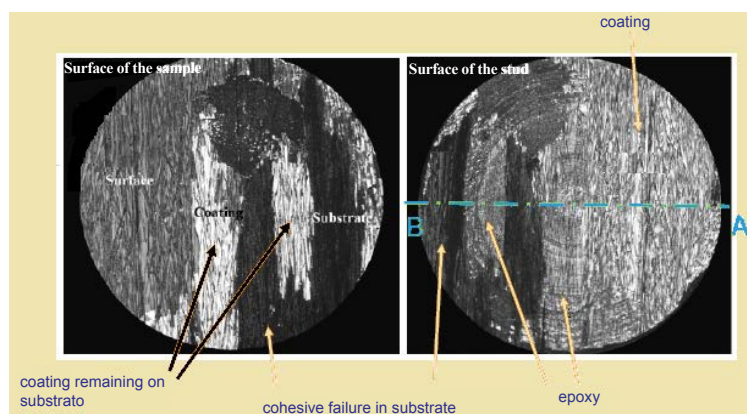 coating
Surface of the sample
Surface of the stud
Surface
Coating
Substrate
B
A
coating remaining on
substrato
cohesive failure in substrate
epoxy